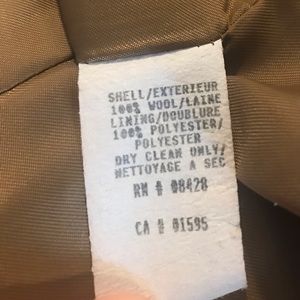 SHELL/EXTERIEUR
100% WOOL/LAINE
LINING/DOUBLURE
100% POLYESTER/
POLYESTER
DRY CLEAN ONLY/
NETTOYAGE A SEC
RN # 08428
CA # 01595